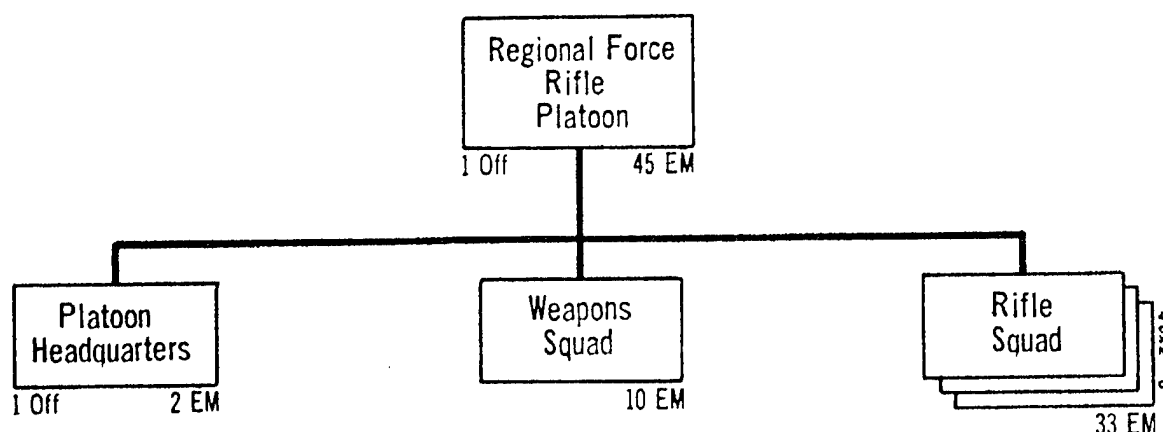 Regional Force
Rifle
Platoon
1 Off 45 EM
Platoon
Headquarters
1 Off 2 EM
Weapons
Squad
10 EM
Rifle
Squad
33 EM